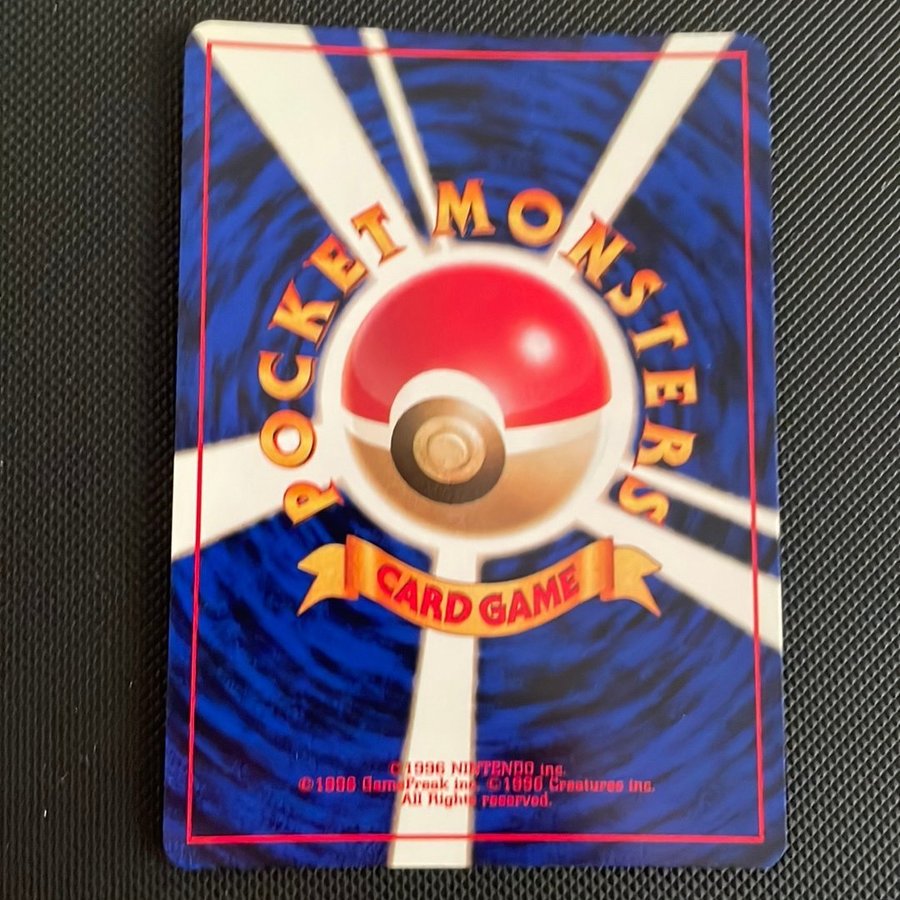 POCKET MONSTERS
CARD GAME
©1996 NINTENDO inc.
©1996 GameFreak inc. ©1996 Creatures inc.
All Rights reserved.